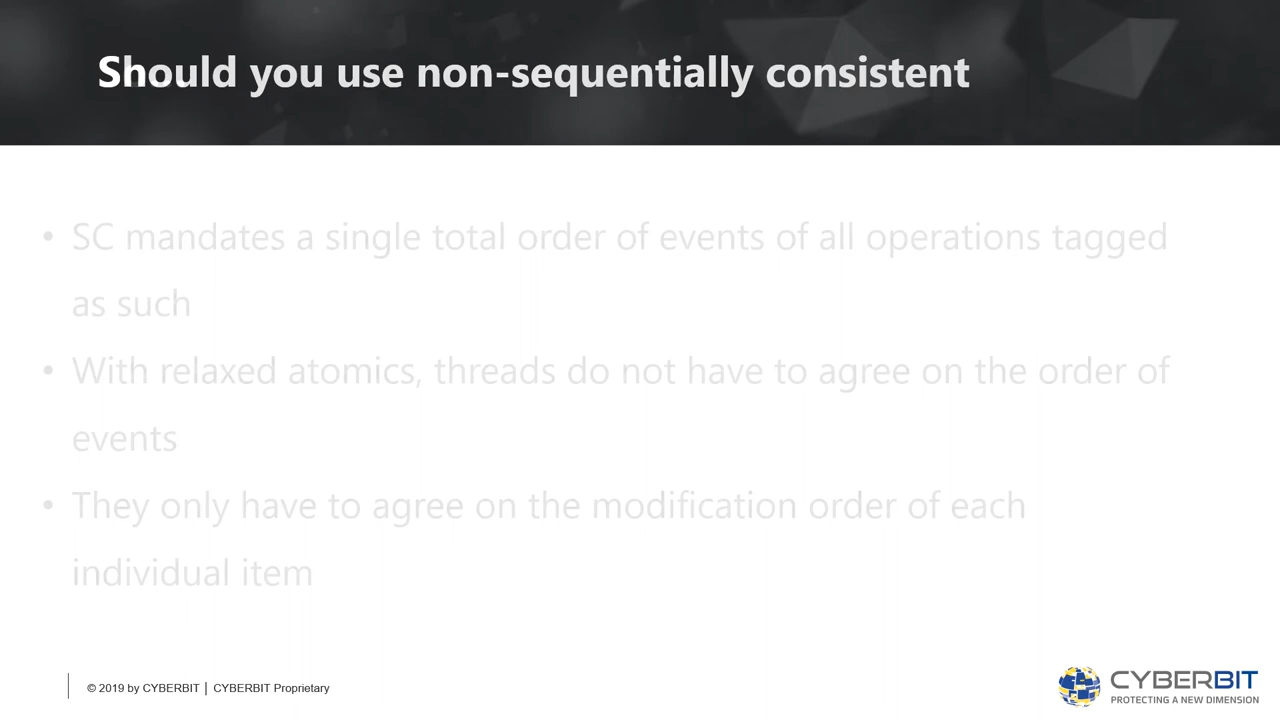 Should you use non-sequentially consistent
• SC mandates a single total order of events of all operations tagged
as such
• With relaxed atomics, threads do not have to agree on the order of
events
• They only have to agree on the modification order of each
individual item
© 2019 by CYBERBIT | CYBERBIT Proprietary
CYBERBIT
PROTECTING A NEW DIMENSION